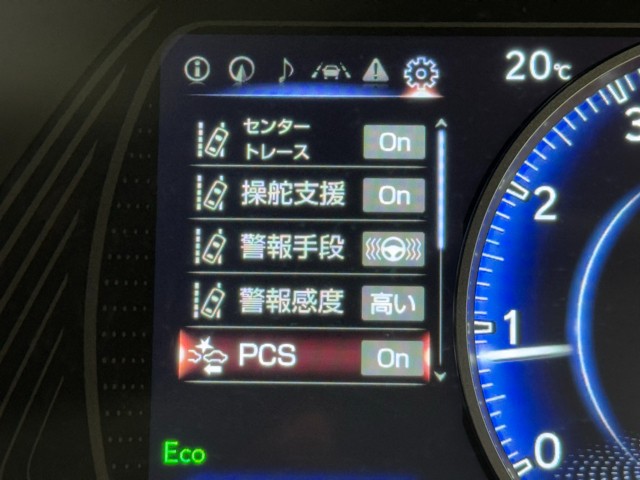 20℃
センター
トレース On
操舵支援 On
警報手段
警報感度 高い
PCS On
Eco
3
2
1
0